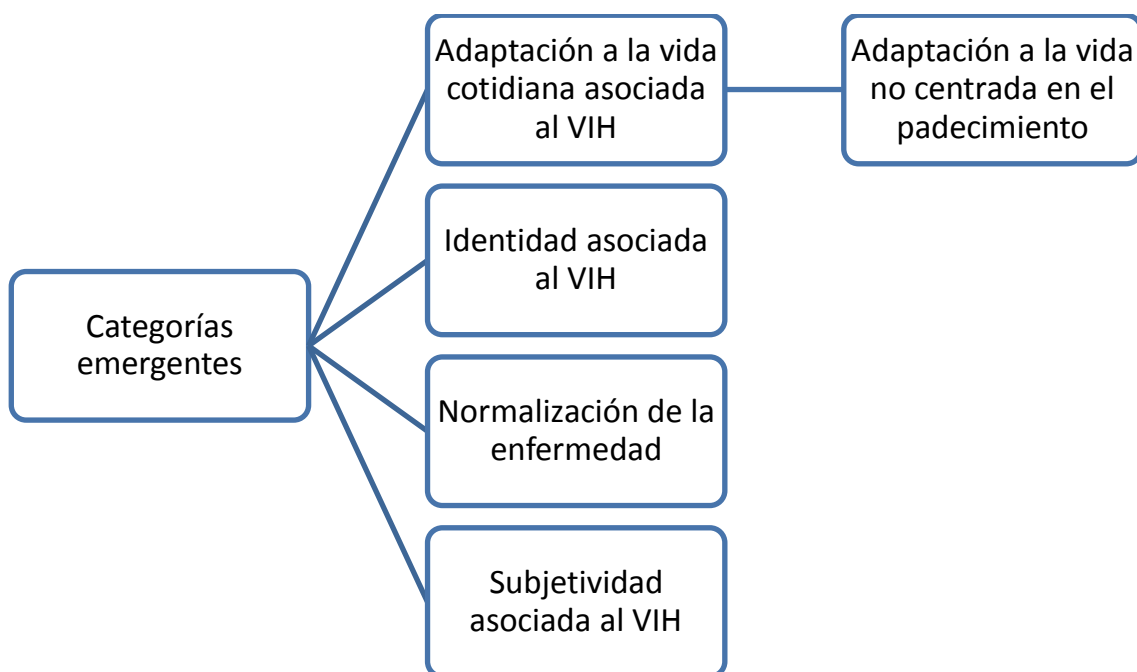 Categorías
emergentes
Adaptación a la vida
cotidiana asociada
al VIH
Adaptación a la vida
no centrada en el
padecimiento
Identidad asociada
al VIH
Normalización de la
enfermedad
Subjetividad
asociada al VIH